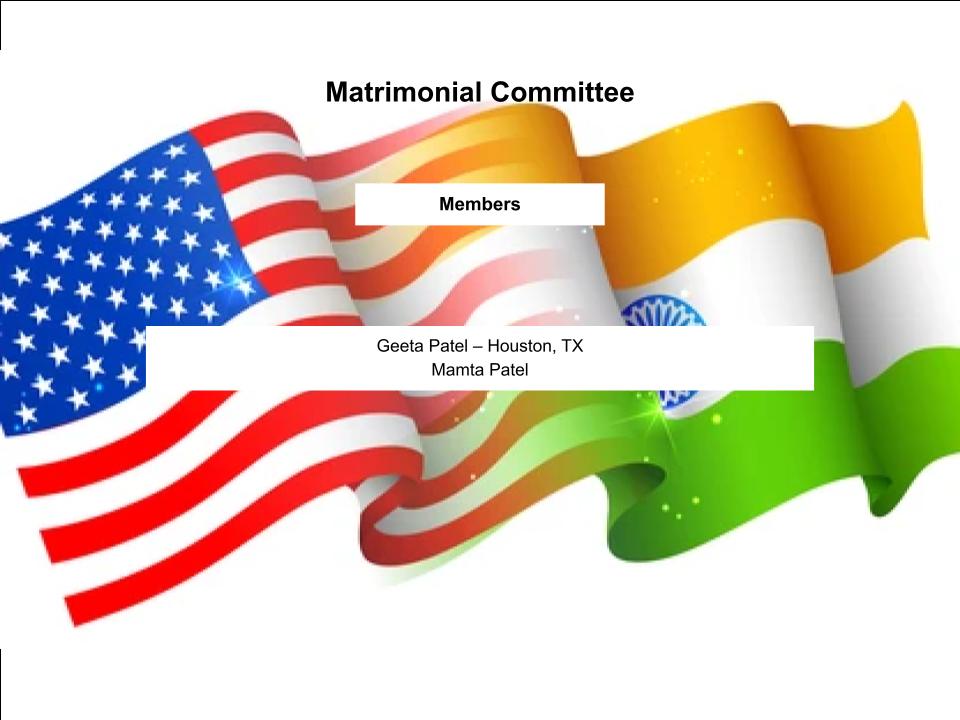 Matrimonial Committee
Members
Geeta Patel – Houston, TX
Mamta Patel